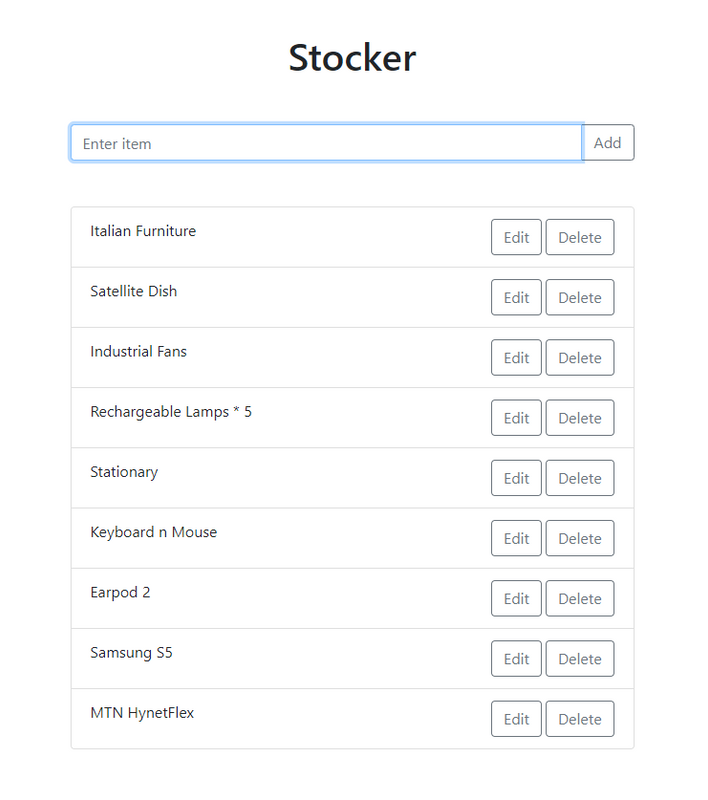 Stocker
Enter item Add
Italian Furniture Edit Delete
Satellite Dish Edit Delete
Industrial Fans Edit Delete
Rechargeable Lamps * 5 Edit Delete
Stationary Edit Delete
Keyboard n Mouse Edit Delete
Earpod 2 Edit Delete
Samsung S5 Edit Delete
MTN HynetFlex Edit Delete